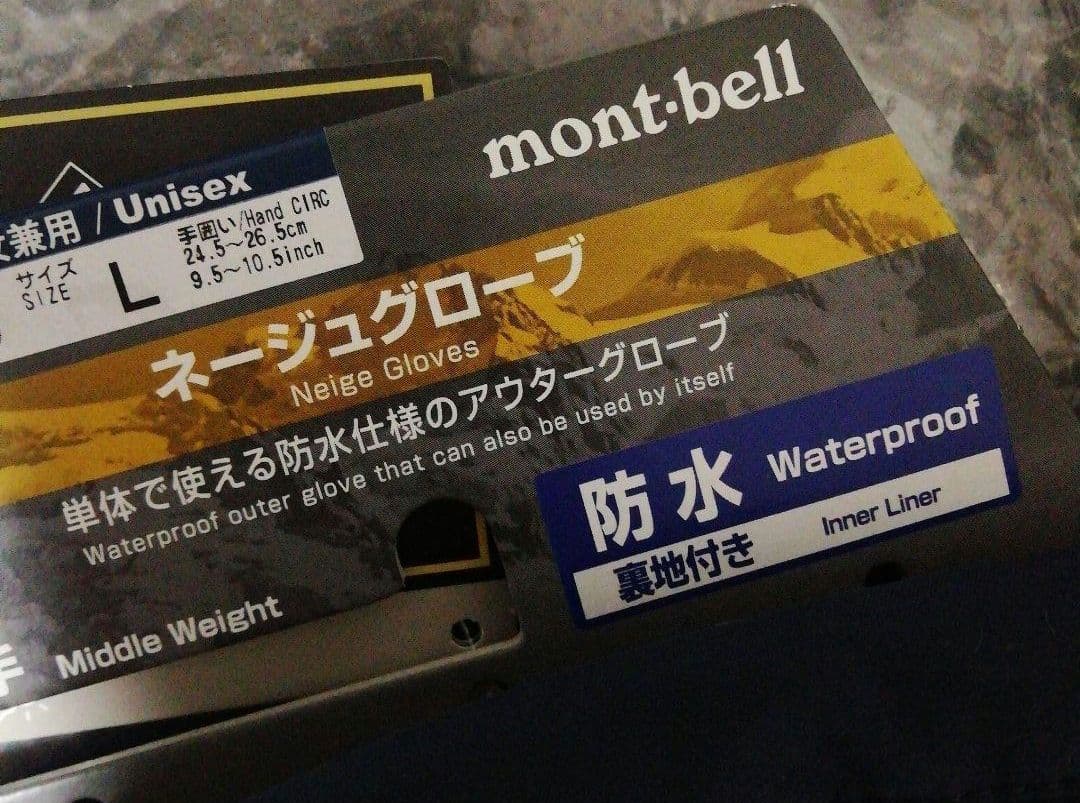 mont-bell
兼用 / Unisex
手囲い/Hand CIRC
サイズ
SIZE
L
24.5～26.5cm
9.5～10.5inch
ネージュグローブ
Neige Gloves
単体で使える防水仕様のアウターグローブ
Waterproof outer glove that can also be used by itself
防水 Waterproof
裏地付き Inner Liner
手 Middle Weight